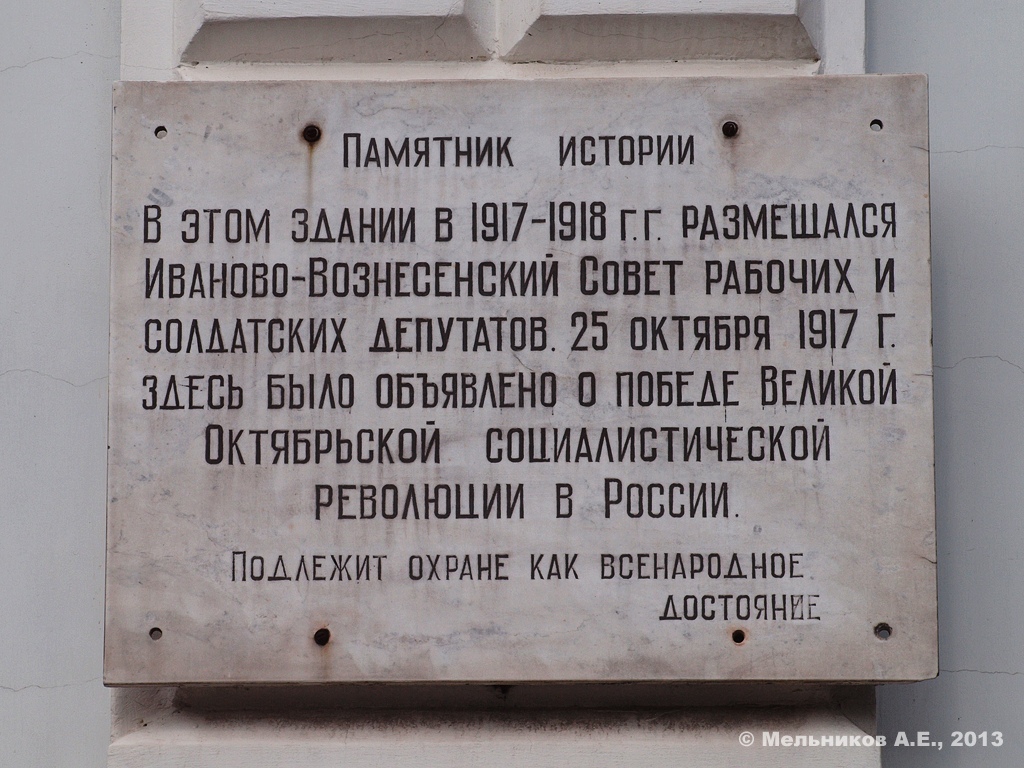 Памятник истории
В этом здании в 1917-1918 г.г. размещался
Иваново-Вознесенский Совет рабочих и
солдатских депутатов. 25 октября 1917 г.
здесь было объявлено о победе Великой
Октябрьской социалистической
революции в России.
Подлежит охране как всенародное
достояние
© Мельников А.Е., 2013